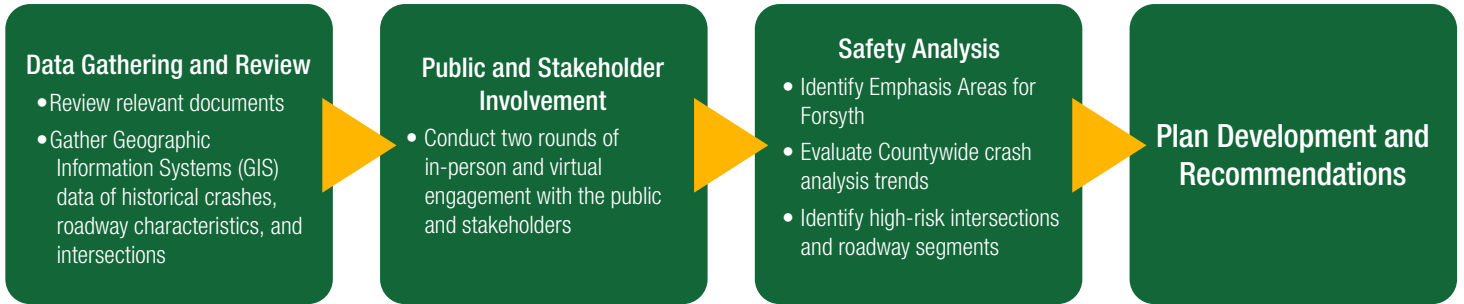 Data Gathering and Review
• Review relevant documents
• Gather Geographic
Information Systems (GIS)
data of historical crashes,
roadway characteristics, and
intersections
Public and Stakeholder
Involvement
• Conduct two rounds of
in-person and virtual
engagement with the public
and stakeholders
Safety Analysis
• Identify Emphasis Areas for
Forsyth
• Evaluate Countywide crash
analysis trends
• Identify high-risk intersections
and roadway segments
Plan Development and
Recommendations